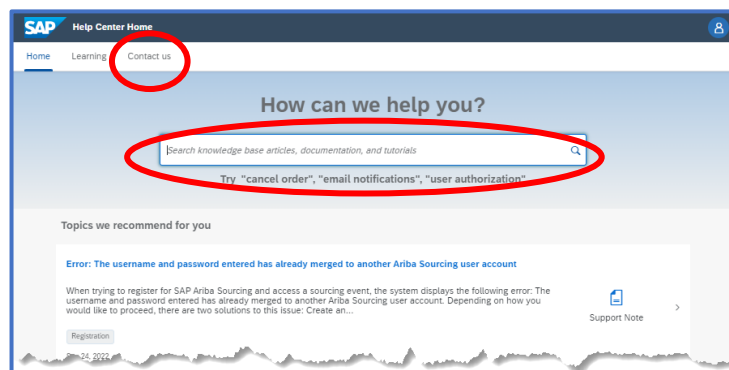 SAP Help Center Home
Home Learning Contact us
How can we help you?
Search knowledge base articles, documentation, and tutorials
Try "cancel order", "email notifications", "user authorization"
Topics we recommend for you
Error: The username and password entered has already merged to another Ariba Sourcing user account
When trying to register for SAP Ariba Sourcing and access a sourcing event, the system displays the following error: The
username and password entered has already merged to another Ariba Sourcing user account. Depending on how you
would like to proceed, there are two solutions to this issue: Create an...
Support Note
Registration
24, 2022